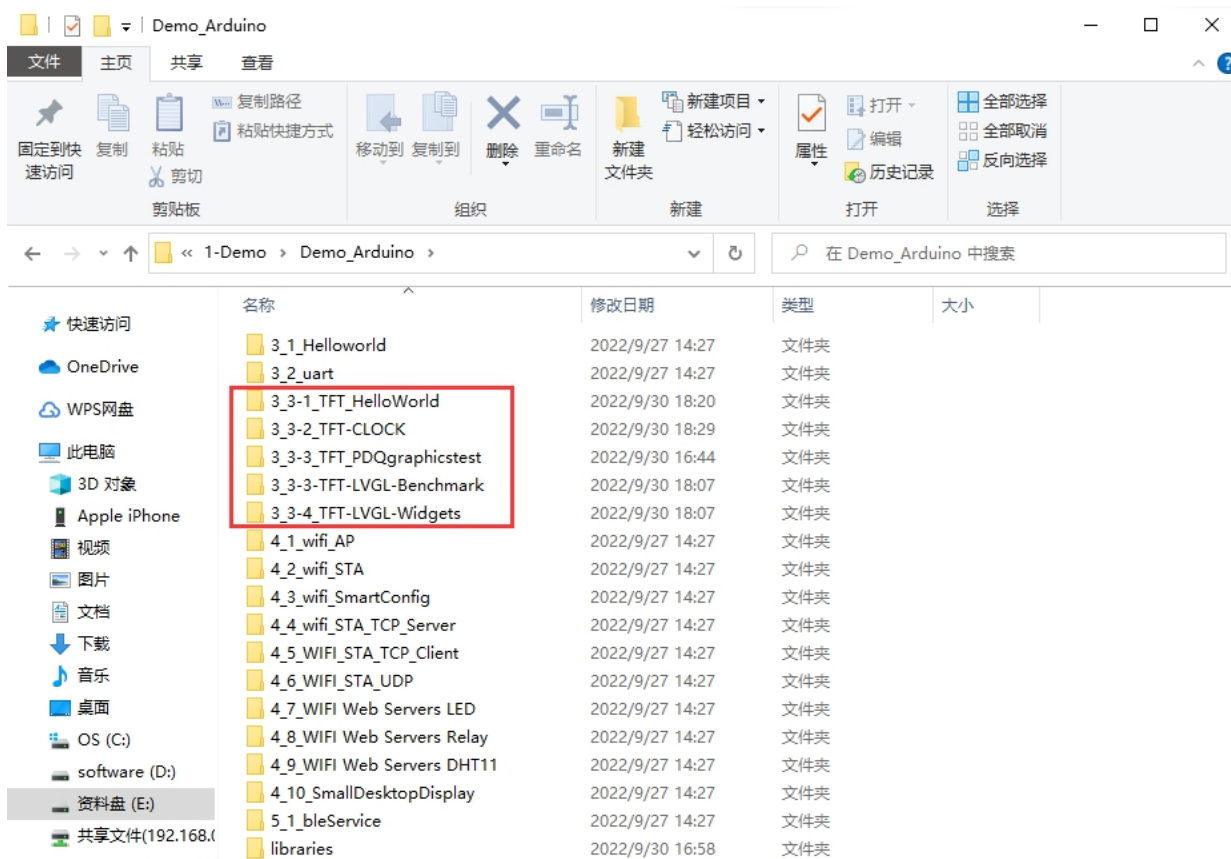 Demo_Arduino
文件 主页 共享 查看
固定到快速访问
复制
粘贴
复制路径
粘贴快捷方式
剪切
剪贴板
移动到 复制到 删除 重命名
组织
新建文件夹
新建项目
轻松访问
新建
属性
打开
编辑
历史记录
打开
全部选择
全部取消
反向选择
选择
« 1-Demo › Demo_Arduino ›
在 Demo_Arduino 中搜索
快速访问
OneDrive
WPS网盘
此电脑
3D 对象
Apple iPhone
视频
图片
文档
下载
音乐
桌面
OS (C:)
software (D:)
资料盘 (E:)
共享文件(192.168.
名称 修改日期 类型 大小
3_1_Helloworld 2022/9/27 14:27 文件夹
3_2_uart 2022/9/27 14:27 文件夹
3_3-1_TFT_HelloWorld 2022/9/30 18:20 文件夹
3_3-2_TFT-CLOCK 2022/9/30 18:29 文件夹
3_3-3_TFT_PDQgraphicstest 2022/9/30 16:44 文件夹
3_3-3-TFT-LVGL-Benchmark 2022/9/30 18:07 文件夹
3_3-4_TFT-LVGL-Widgets 2022/9/30 18:07 文件夹
4_1_wifi_AP 2022/9/27 14:27 文件夹
4_2_wifi_STA 2022/9/27 14:27 文件夹
4_3_wifi_SmartConfig 2022/9/27 14:27 文件夹
4_4_wifi_STA_TCP_Server 2022/9/27 14:27 文件夹
4_5_WIFI_STA_TCP_Client 2022/9/27 14:27 文件夹
4_6_WIFI_STA_UDP 2022/9/27 14:27 文件夹
4_7_WIFI Web Servers LED 2022/9/27 14:27 文件夹
4_8_WIFI Web Servers Relay 2022/9/27 14:27 文件夹
4_9_WIFI Web Servers DHT11 2022/9/27 14:27 文件夹
4_10_SmallDesktopDisplay 2022/9/27 14:27 文件夹
5_1_bleService 2022/9/27 14:27 文件夹
libraries 2022/9/30 16:58 文件夹